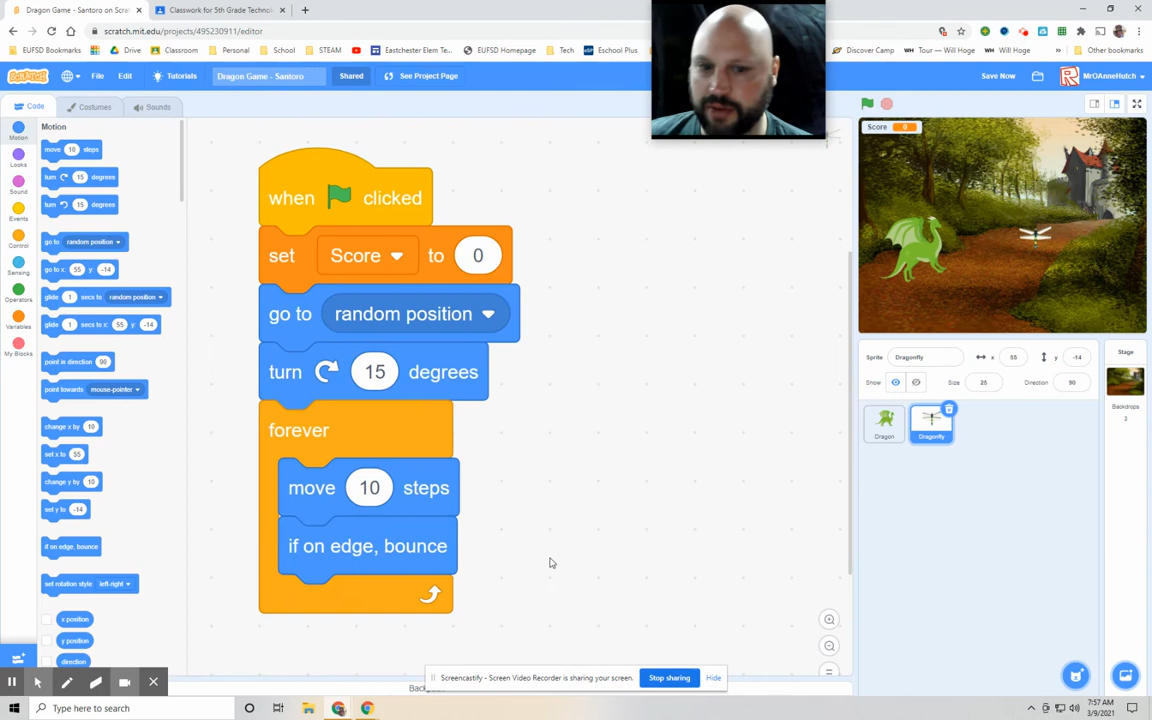 Dragon Game - Santoro on Scra
Classwork for 5th Grade Technol
scratch.mit.edu/projects/495230911/editor
EUFSD Bookmarks
Drive
Classroom
Personal
School
STEAM
Eastchester Elem Te
EUFSD Homepage
Tech
Eschool Plus
Discover Camp
Tour — Will Hoge
Will Hoge
Other bookmarks
SCRATCH
File
Edit
Tutorials
Dragon Game - Santoro
Shared
See Project Page
Save Now
MrOAnneHutch
Code
Costumes
Sounds
Motion
Looks
Sound
Events
Control
Sensing
Operators
Variables
My Blocks
Motion
move 10 steps
turn 15 degrees
turn 15 degrees
go to random position
go to x: 55 y: -14
glide 1 secs to random position
glide 1 secs to x: 55 y: -14
point in direction 90
point towards mouse-pointer
change x by 10
set x to 55
change y by 10
set y to -14
if on edge, bounce
set rotation style left-right
x position
y position
direction
when clicked
set Score to 0
go to random position
turn 15 degrees
forever
move 10 steps
if on edge, bounce
Score 0
Sprite Dragonfly x 55 y -14
Show Size 25 Direction 90
Dragon
Dragonfly
Stage
Backdrops
3
Screencastify - Screen Video Recorder is sharing your screen.
Stop sharing
Hide
Type here to search
7:57 AM
3/9/2021